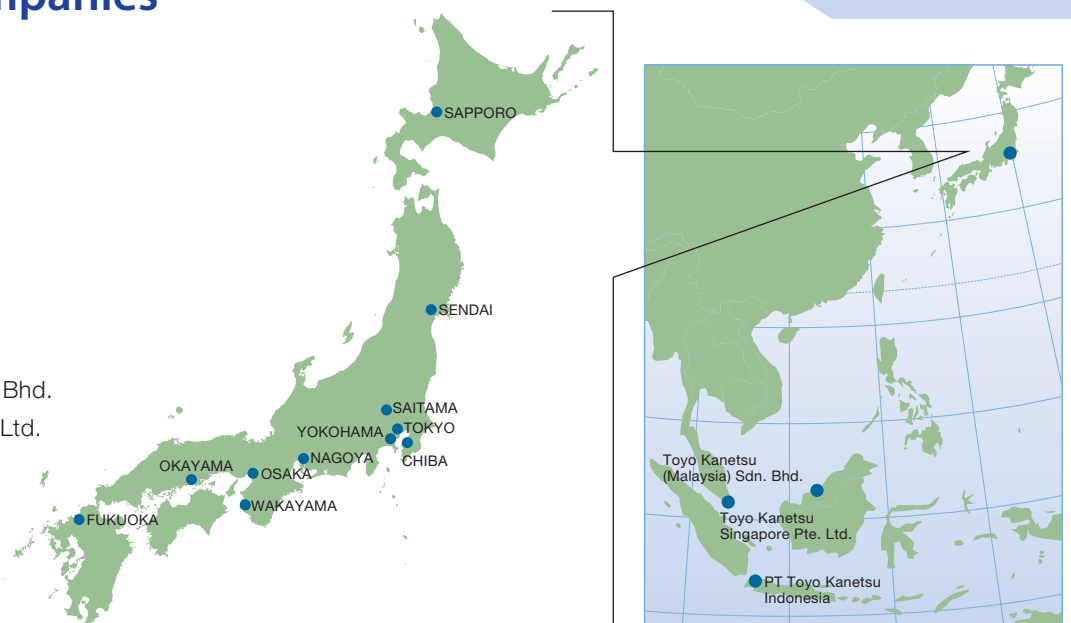 SAPPORO
SENDAI
Bhd.
Ltd.
SAITAMA
TOKYO
YOKOHAMA
CHIBA
NAGOYA
OKAYAMA
OSAKA
WAKAYAMA
FUKUOKA
Toyo Kanetsu
(Malaysia) Sdn. Bhd.
Toyo Kanetsu
Singapore Pte. Ltd.
PT Toyo Kanetsu
Indonesia